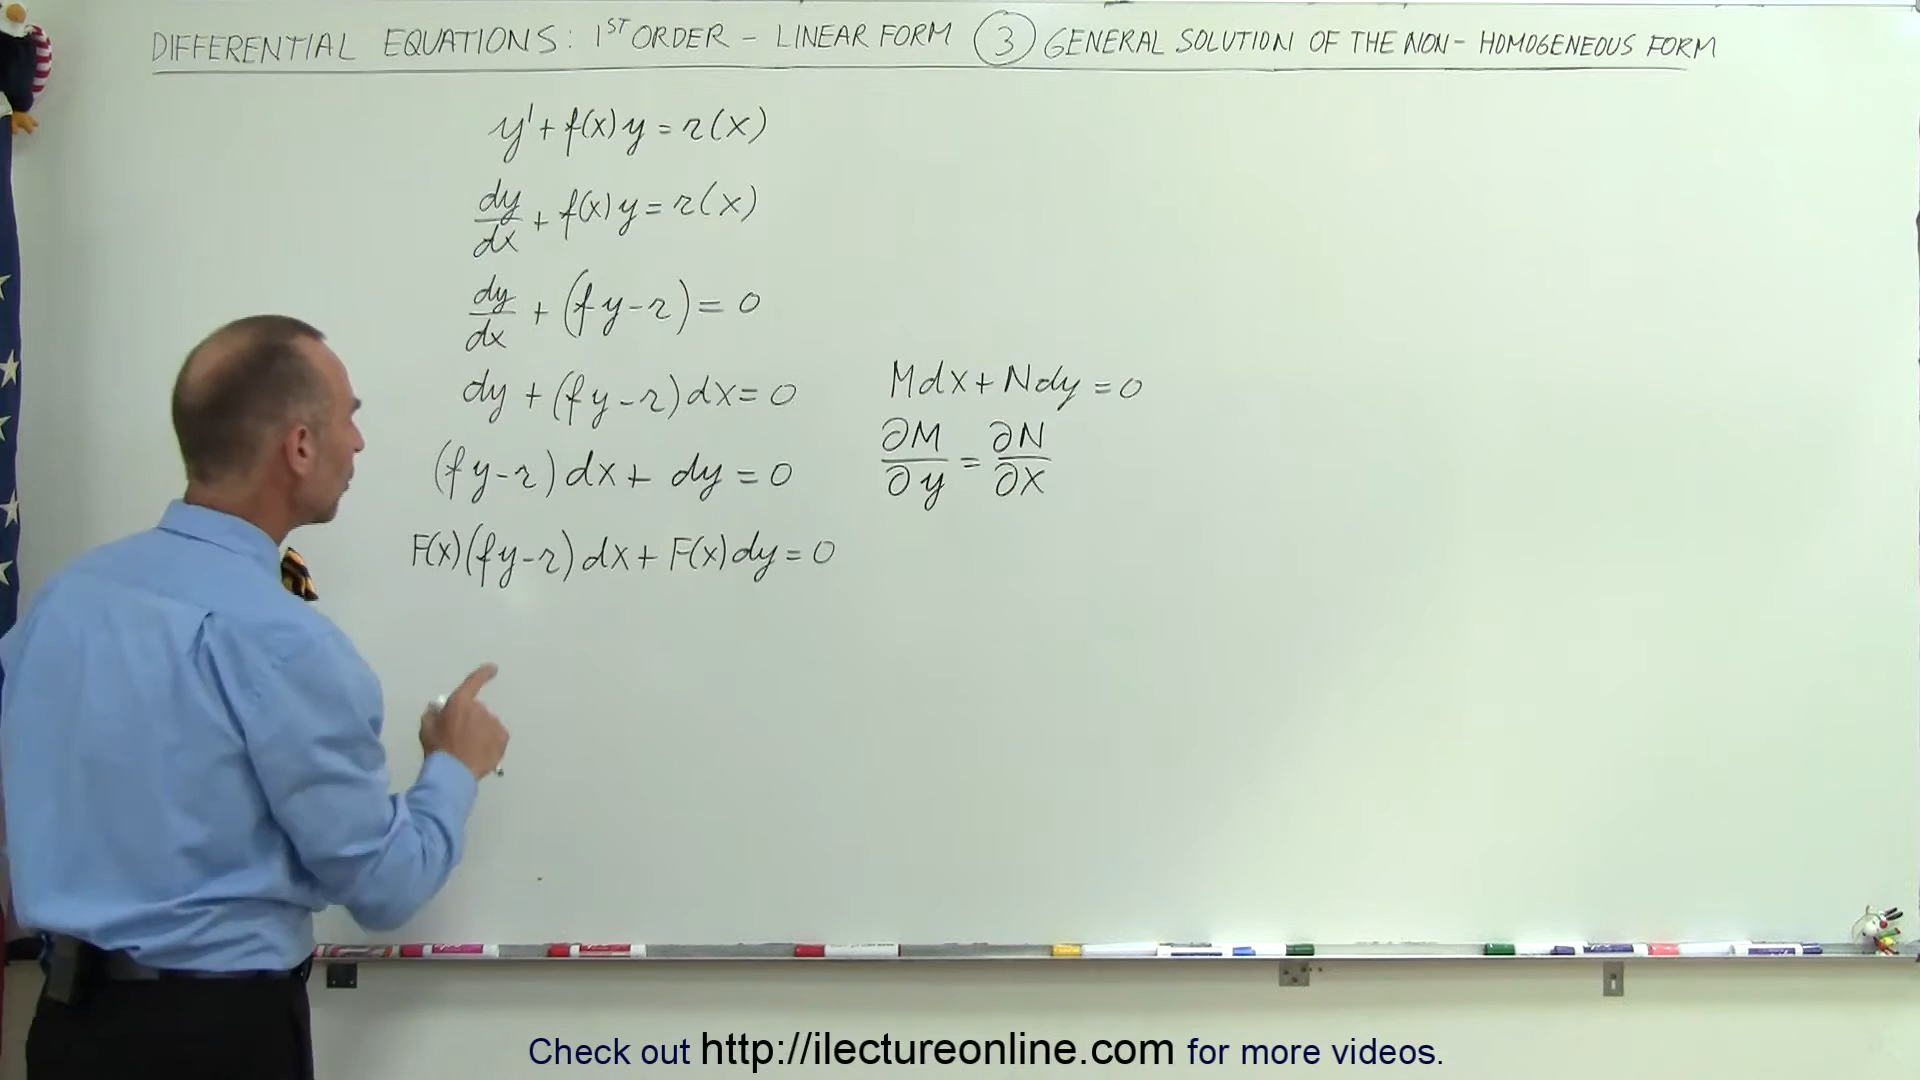 DIFFERENTIAL EQUATIONS: 1ST ORDER - LINEAR FORM (3) GENERAL SOLUTION OF THE NON-HOMOGENEOUS FORM
y' + f(x) y = r(x)
dy/dx + f(x) y = r(x)
dy/dx + (f y - r) = 0
dy + (f y - r) dx = 0
(f y - r) dx + dy = 0
F(x)(f y - r) dx + F(x) dy = 0
M dx + N dy = 0
∂M/∂y = ∂N/∂x
Check out http://ilectureonline.com for more videos.